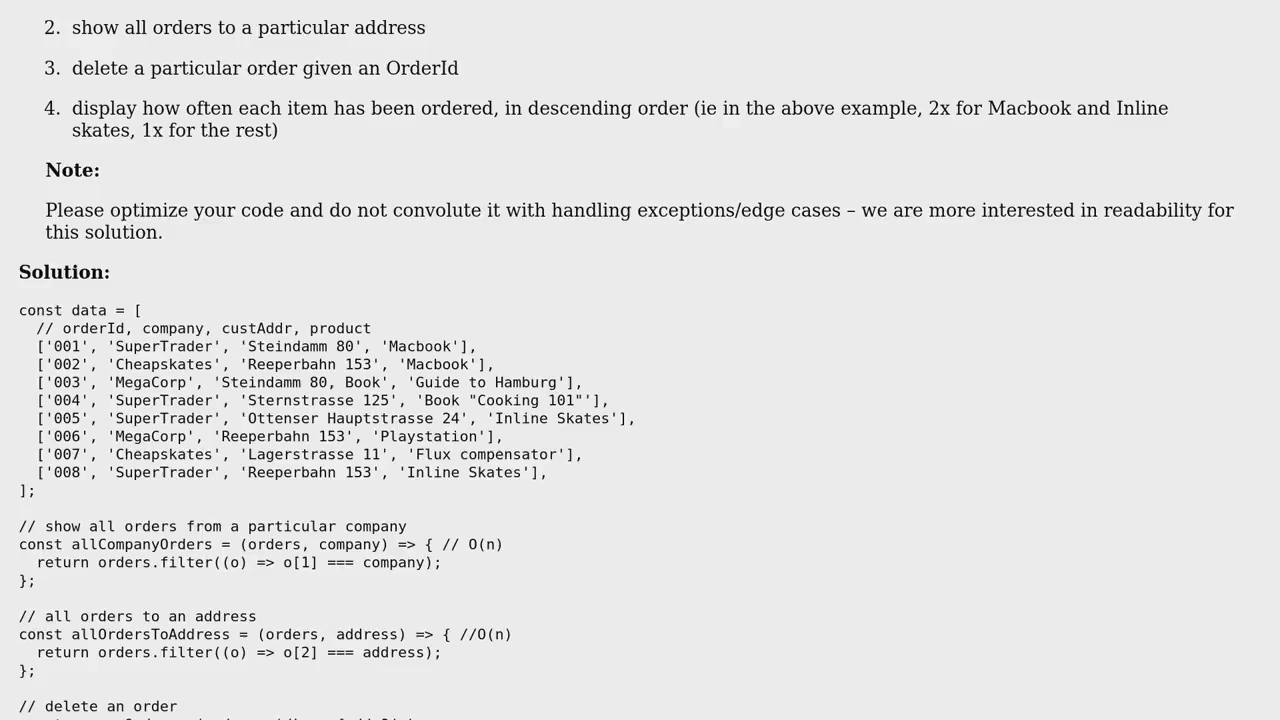 2. show all orders to a particular address
3. delete a particular order given an OrderId
4. display how often each item has been ordered, in descending order (ie in the above example, 2x for Macbook and Inline
skates, 1x for the rest)
Note:
Please optimize your code and do not convolute it with handling exceptions/edge cases – we are more interested in readability for
this solution.
Solution:
const data = [
  // orderId, company, custAddr, product
  ['001', 'SuperTrader', 'Steindamm 80', 'Macbook'],
  ['002', 'Cheapskates', 'Reeperbahn 153', 'Macbook'],
  ['003', 'MegaCorp', 'Steindamm 80, Book', 'Guide to Hamburg'],
  ['004', 'SuperTrader', 'Sternstrasse 125', 'Book "Cooking 101"'],
  ['005', 'SuperTrader', 'Ottenser Hauptstrasse 24', 'Inline Skates'],
  ['006', 'MegaCorp', 'Reeperbahn 153', 'Playstation'],
  ['007', 'Cheapskates', 'Lagerstrasse 11', 'Flux compensator'],
  ['008', 'SuperTrader', 'Reeperbahn 153', 'Inline Skates'],
];
// show all orders from a particular company
const allCompanyOrders = (orders, company) => { // O(n)
  return orders.filter((o) => o[1] === company);
};
// all orders to an address
const allOrdersToAddress = (orders, address) => { //O(n)
  return orders.filter((o) => o[2] === address);
};
// delete an order